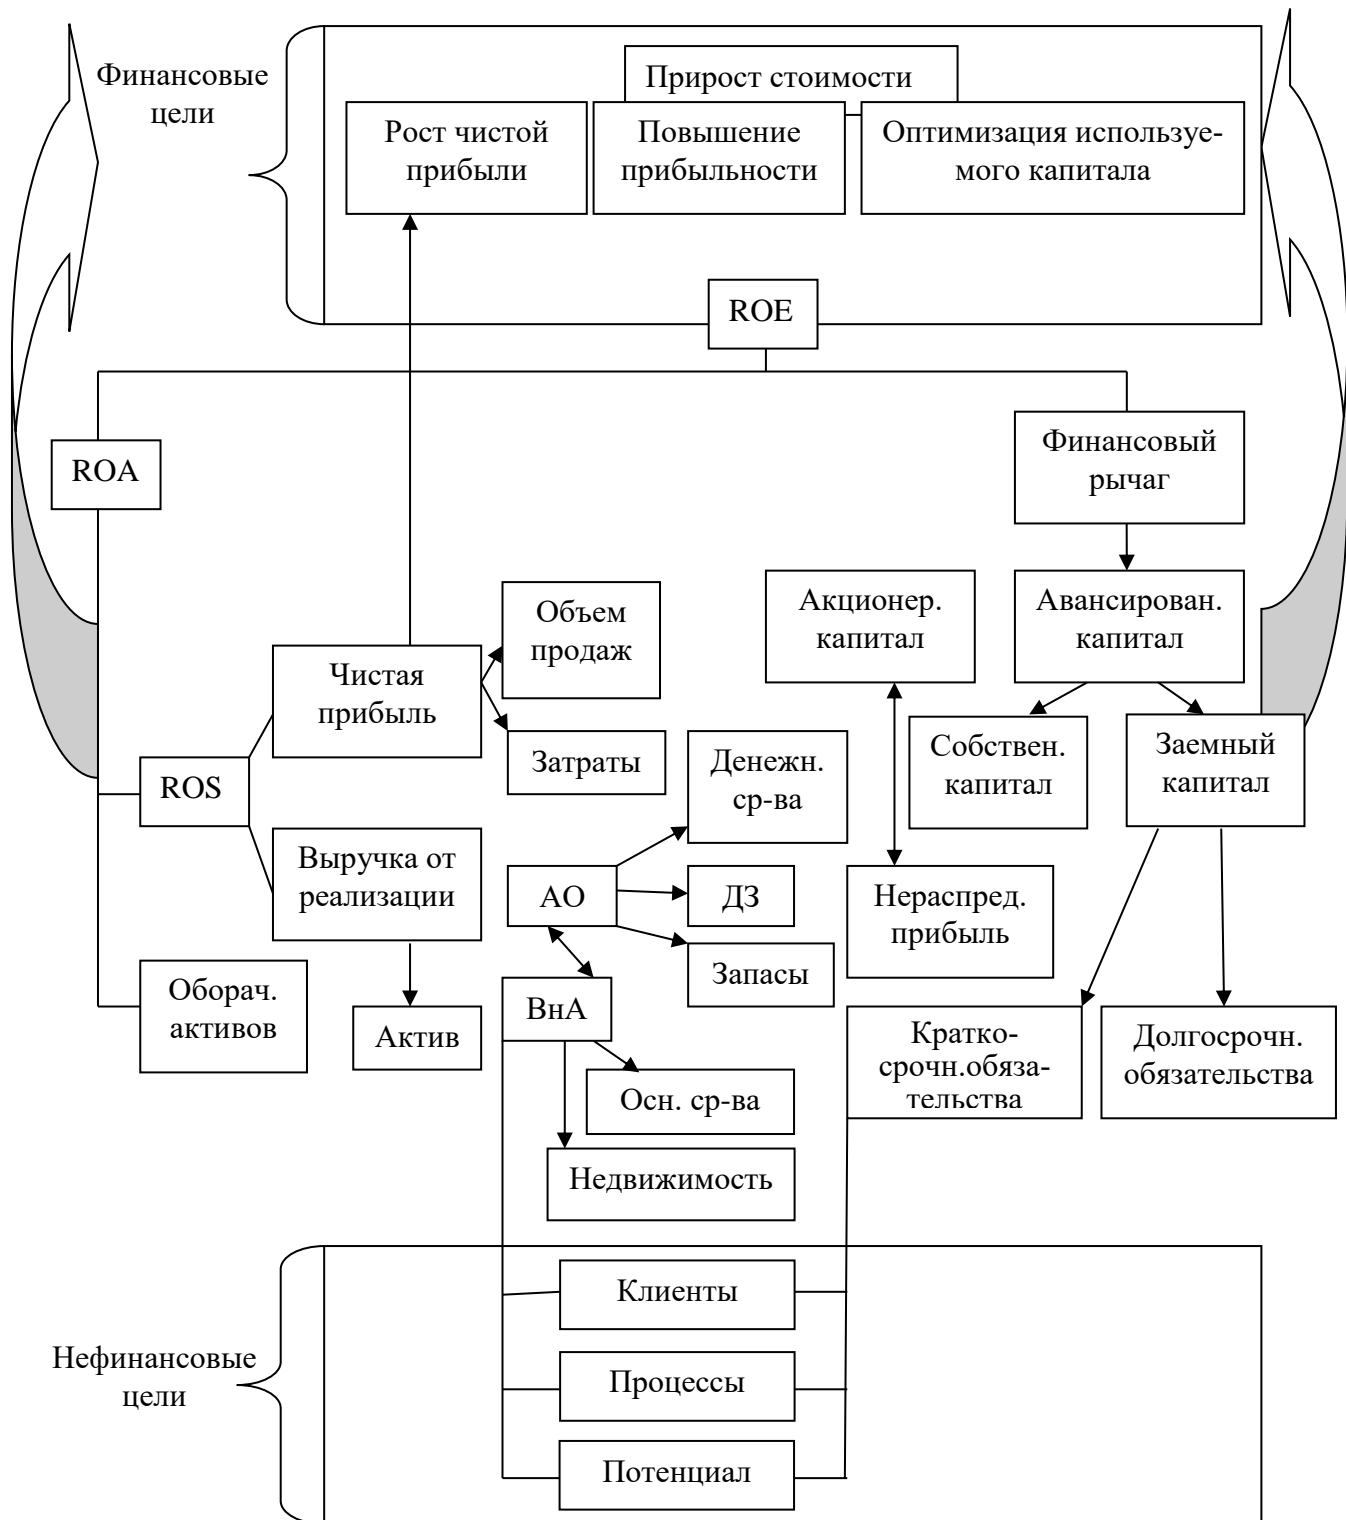 Финансовые
цели
Прирост стоимости
Рост чистой
прибыли
Повышение
прибыльности
Оптимизация используе-
мого капитала
ROE
ROA
Финансовый
рычаг
Объем
продаж
Акционер.
капитал
Авансирован.
капитал
Чистая
прибыль
Затраты
Денежн.
ср-ва
Собствен.
капитал
Заемный
капитал
ROS
Выручка от
реализации
АО
ДЗ
Нераспред.
прибыль
Запасы
Оборач.
активов
Актив
ВнА
Кратко-
срочн.обяза-
тельства
Долгосрочн.
обязательства
Осн. ср-ва
Недвижимость
Нефинансовые
цели
Клиенты
Процессы
Потенциал